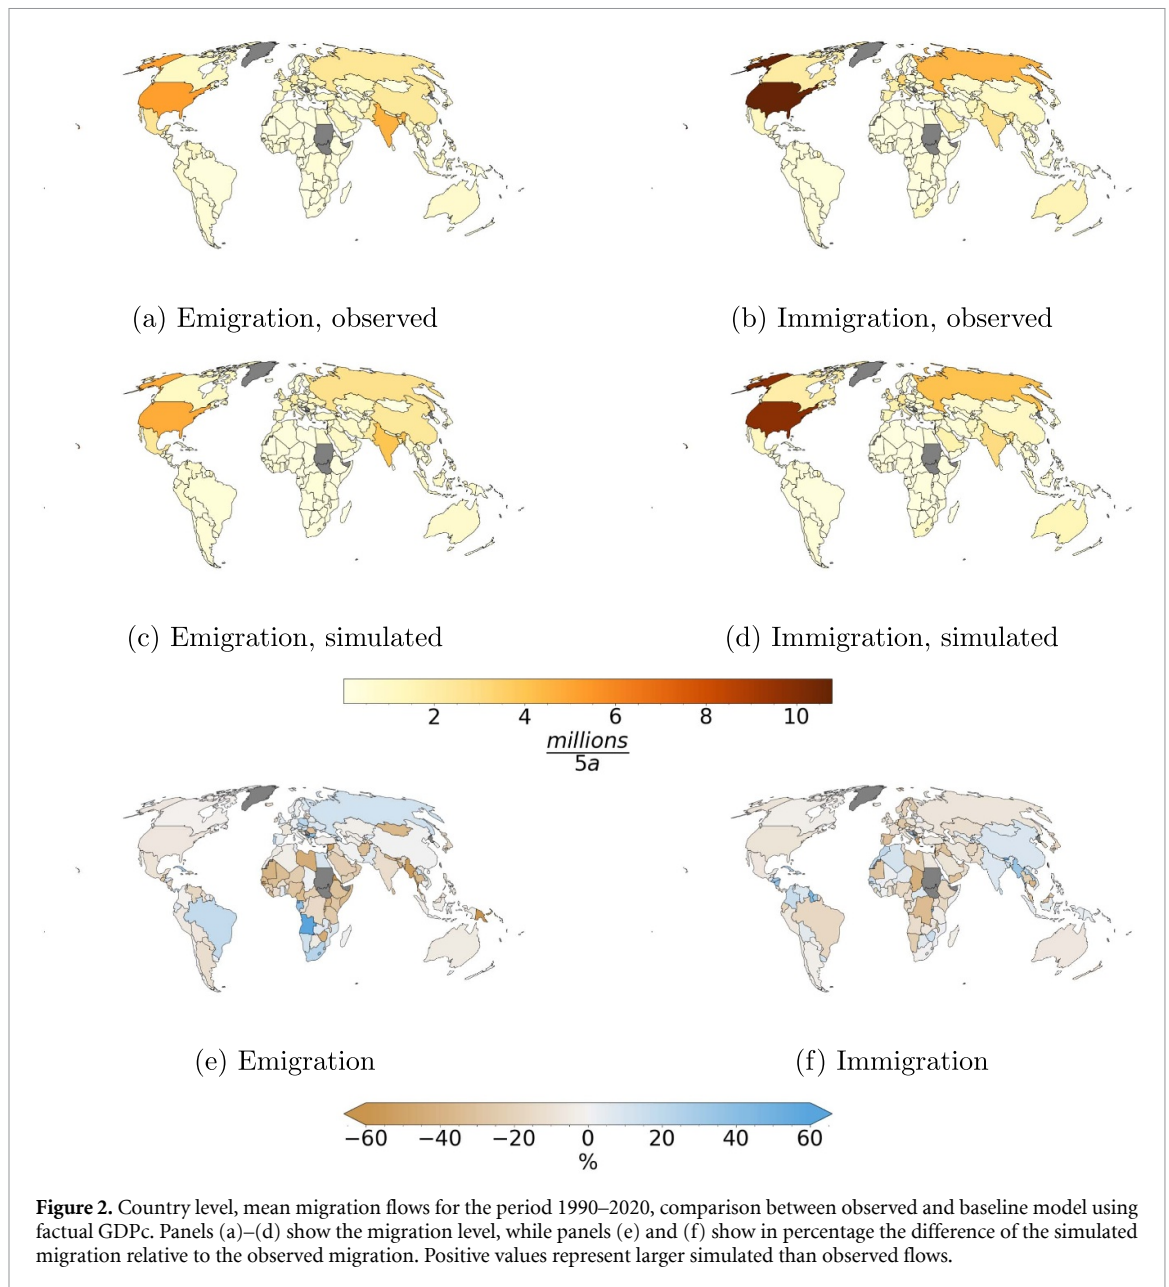 (a) Emigration, observed
(b) Immigration, observed
(c) Emigration, simulated
(d) Immigration, simulated
2 4 6 8 10
millions
5a
(e) Emigration
(f) Immigration
−60 −40 −20 0 20 40 60
%
Figure 2. Country level, mean migration flows for the period 1990–2020, comparison between observed and baseline model using
factual GDPc. Panels (a)–(d) show the migration level, while panels (e) and (f) show in percentage the difference of the simulated
migration relative to the observed migration. Positive values represent larger simulated than observed flows.